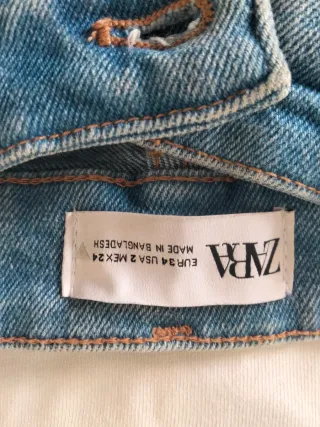 ZARA
EUR 34 USA 2 MEX 24
MADE IN BANGLADESH